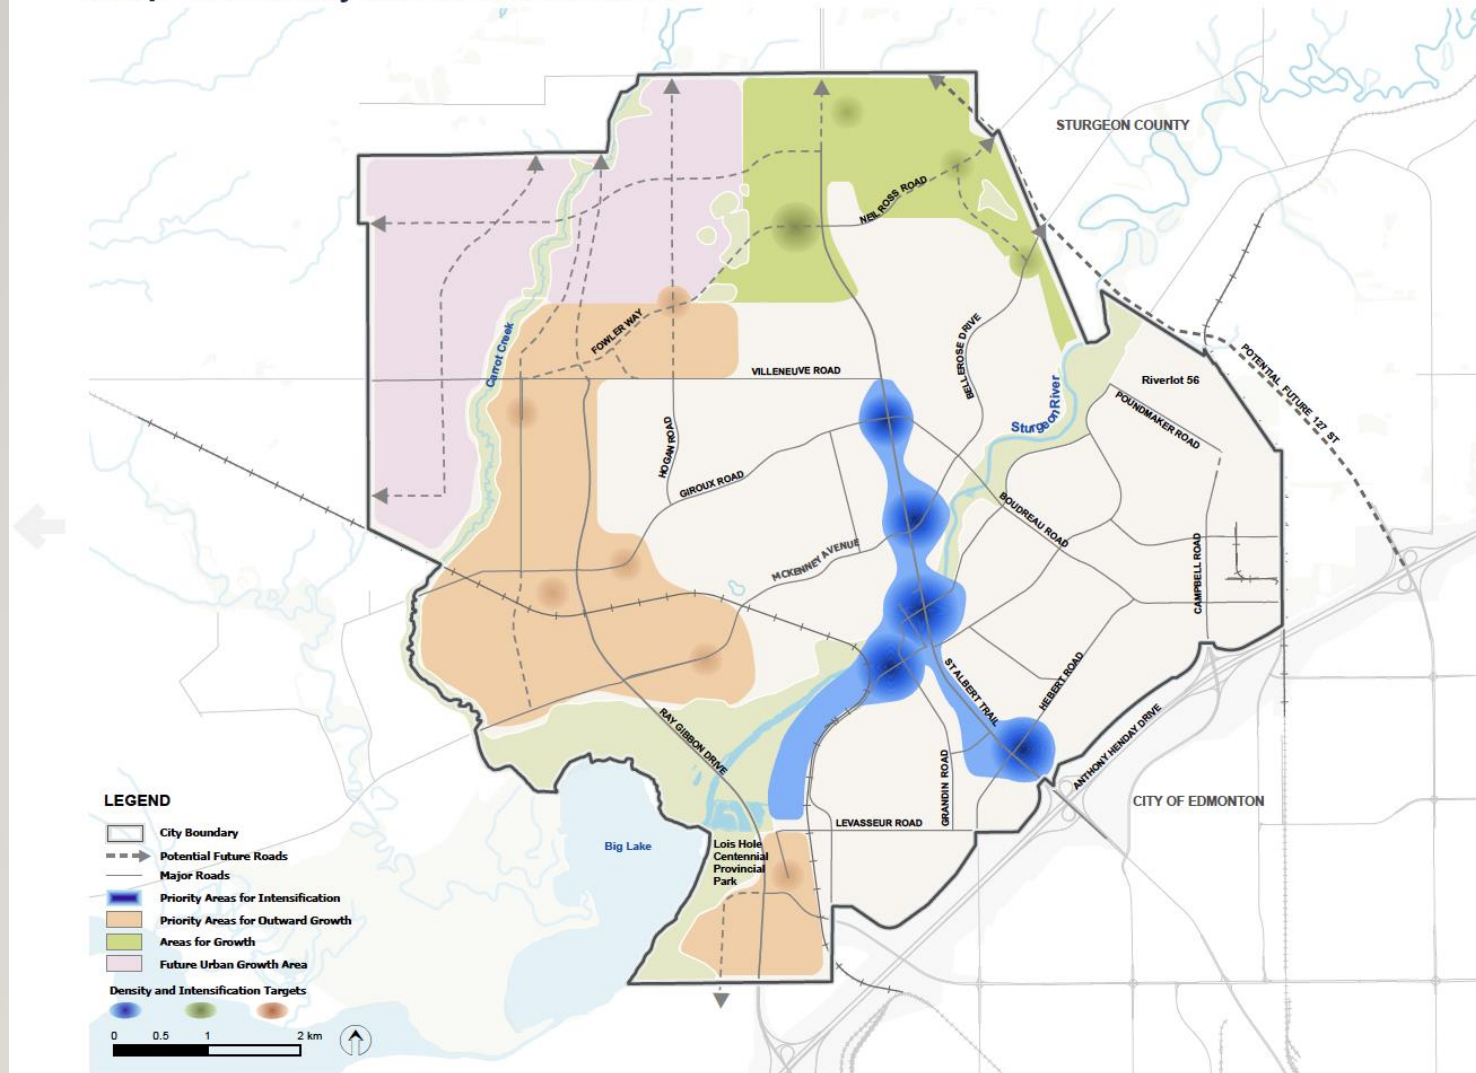 STURGEON COUNTY
NEIL ROSS ROAD
Carrot Creek
FOWLER WAY
VILLENEUVE ROAD
BELLEROSE DRIVE
Sturgeon River
Riverlot 56
POTENTIAL FUTURE 127 ST
POUNDMAKER ROAD
HOGAN ROAD
GIROUX ROAD
BOUDREAU ROAD
MCKENNEY AVENUE
CAMPBELL ROAD
ST ALBERT TRAIL
HEBERT ROAD
RAY GIBBON DRIVE
ANTHONY HENDAY DRIVE
GRANDIN ROAD
CITY OF EDMONTON
LEVASSEUR ROAD
Big Lake
Lois Hole
Centennial
Provincial
Park
LEGEND
City Boundary
Potential Future Roads
Major Roads
Priority Areas for Intensification
Priority Areas for Outward Growth
Areas for Growth
Future Urban Growth Area
Density and Intensification Targets
0 0.5 1 2 km